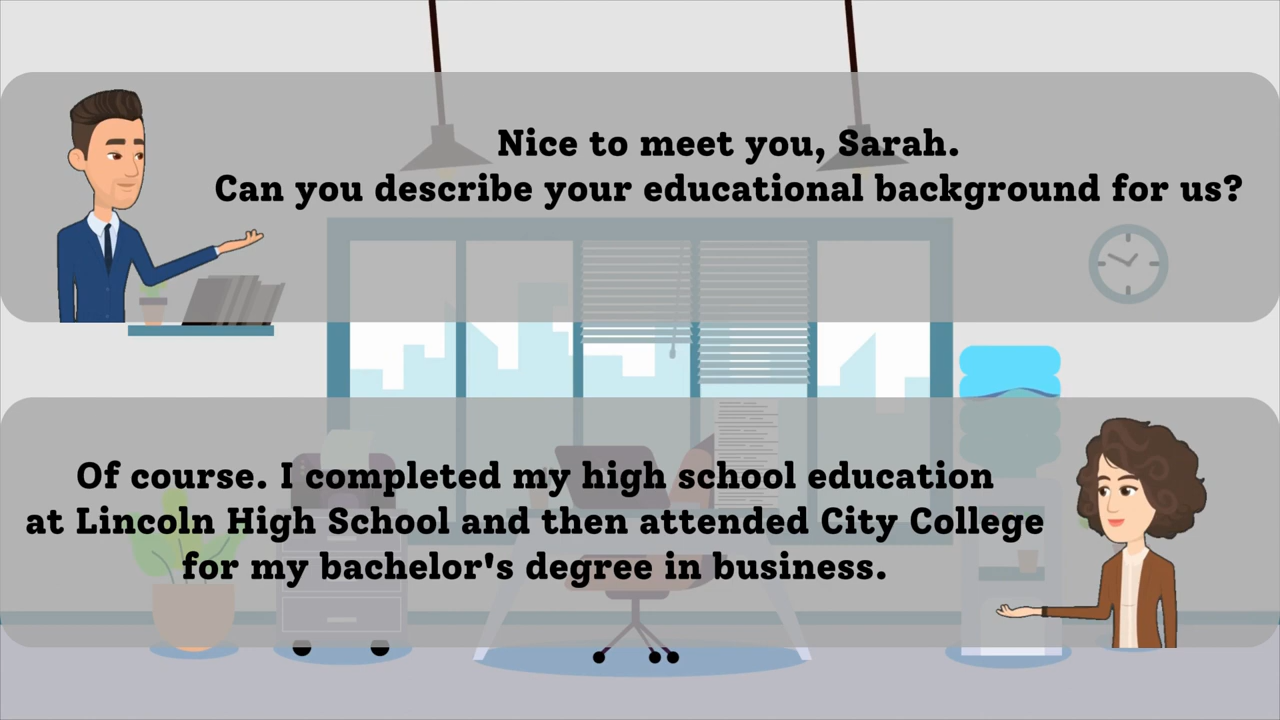 Nice to meet you, Sarah.
Can you describe your educational background for us?
Of course. I completed my high school education
at Lincoln High School and then attended City College
for my bachelor's degree in business.